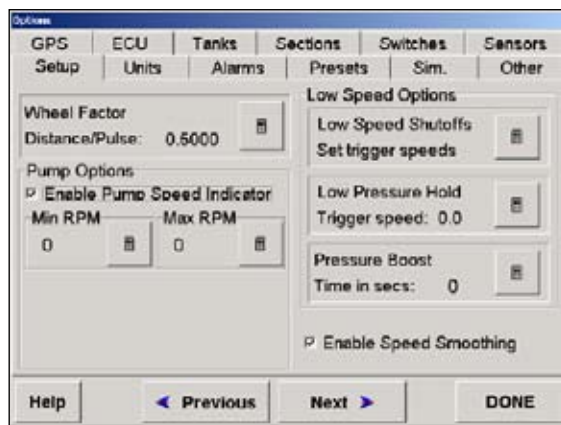 Options
GPS ECU Tanks Sections Switches Sensors
Setup Units Alarms Presets Sim. Other
Wheel Factor
Distance/Pulse: 0.5000
Pump Options
Enable Pump Speed Indicator
Min RPM Max RPM
0 0
Low Speed Options
Low Speed Shutoffs
Set trigger speeds
Low Pressure Hold
Trigger speed: 0.0
Pressure Boost
Time in secs: 0
Enable Speed Smoothing
Help Previous Next DONE